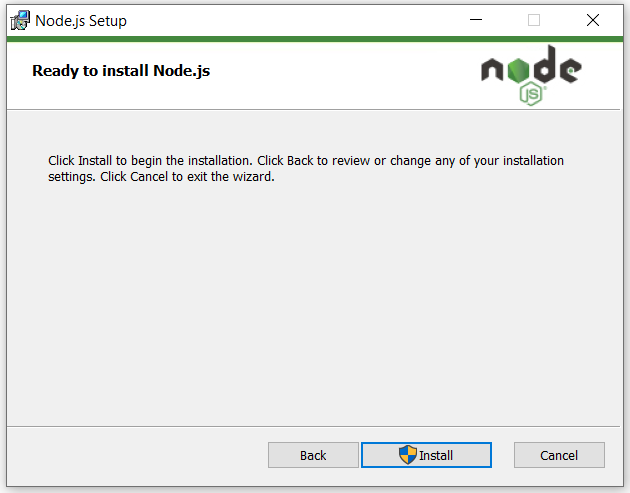 Node.js Setup
Ready to install Node.js
node
JS
Click Install to begin the installation. Click Back to review or change any of your installation
settings. Click Cancel to exit the wizard.
Back
Install
Cancel